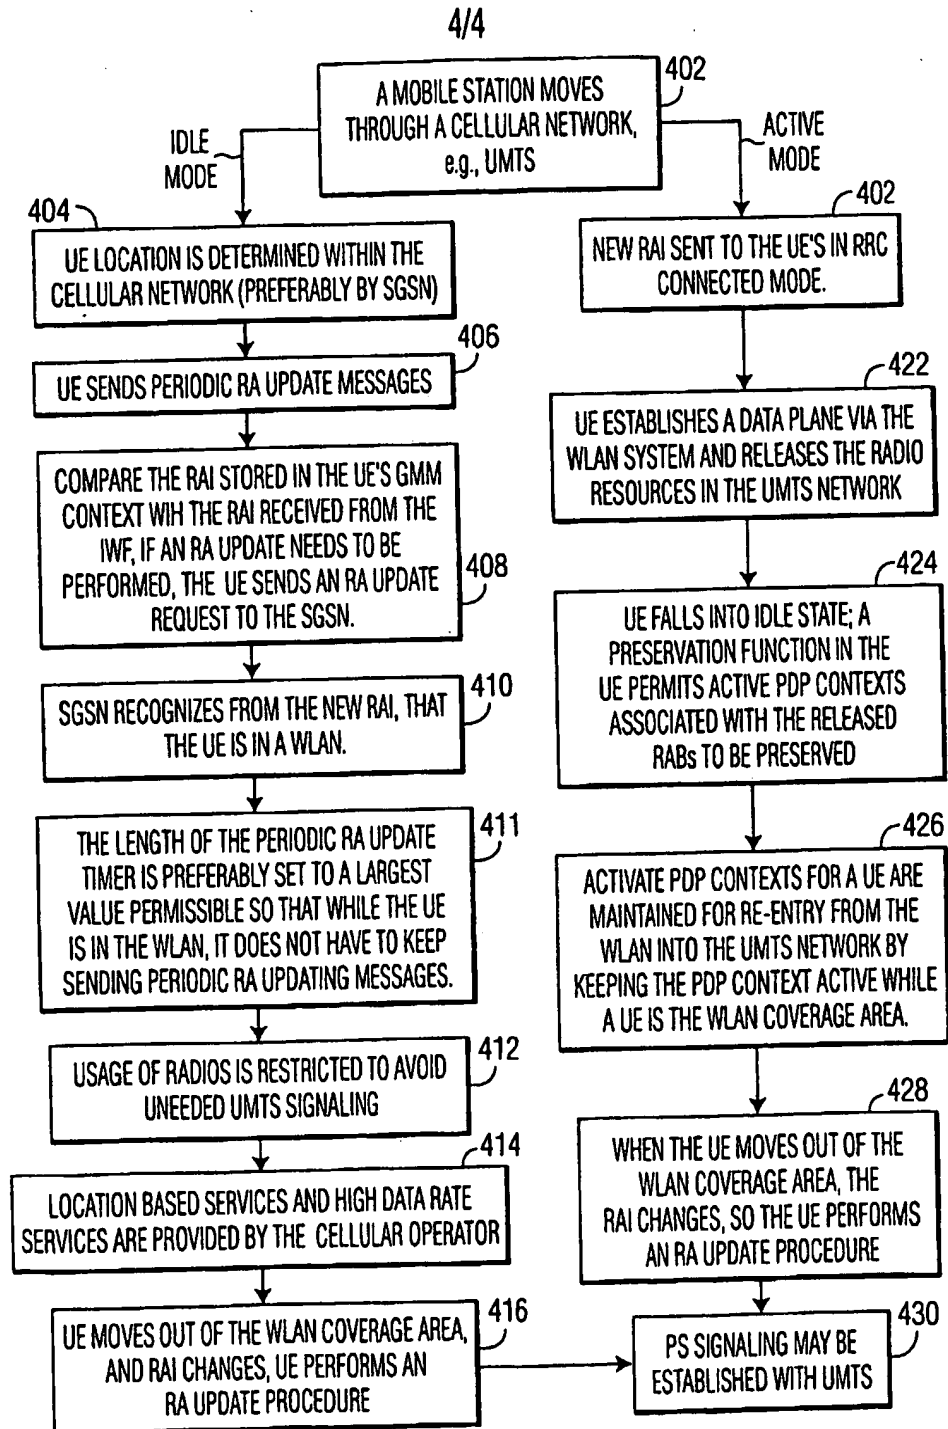 4/4
402
A MOBILE STATION MOVES
THROUGH A CELLULAR NETWORK,
e.g., UMTS
IDLE
MODE
ACTIVE
MODE
404
UE LOCATION IS DETERMINED WITHIN THE
CELLULAR NETWORK (PREFERABLY BY SGSN)
406
UE SENDS PERIODIC RA UPDATE MESSAGES
COMPARE THE RAI STORED IN THE UE'S GMM
CONTEXT WIH THE RAI RECEIVED FROM THE
IWF, IF AN RA UPDATE NEEDS TO BE
PERFORMED, THE UE SENDS AN RA UPDATE
REQUEST TO THE SGSN.
408
410
SGSN RECOGNIZES FROM THE NEW RAI, THAT
THE UE IS IN A WLAN.
411
THE LENGTH OF THE PERIODIC RA UPDATE
TIMER IS PREFERABLY SET TO A LARGEST
VALUE PERMISSIBLE SO THAT WHILE THE UE
IS IN THE WLAN, IT DOES NOT HAVE TO KEEP
SENDING PERIODIC RA UPDATING MESSAGES.
412
USAGE OF RADIOS IS RESTRICTED TO AVOID
UNEEDED UMTS SIGNALING
414
LOCATION BASED SERVICES AND HIGH DATA RATE
SERVICES ARE PROVIDED BY THE CELLULAR OPERATOR
416
UE MOVES OUT OF THE WLAN COVERAGE AREA,
AND RAI CHANGES, UE PERFORMS AN
RA UPDATE PROCEDURE
402
NEW RAI SENT TO THE UE'S IN RRC
CONNECTED MODE.
422
UE ESTABLISHES A DATA PLANE VIA THE
WLAN SYSTEM AND RELEASES THE RADIO
RESOURCES IN THE UMTS NETWORK
424
UE FALLS INTO IDLE STATE; A
PRESERVATION FUNCTION IN THE
UE PERMITS ACTIVE PDP CONTEXTS
ASSOCIATED WITH THE RELEASED
RABs TO BE PRESERVED
426
ACTIVATE PDP CONTEXTS FOR A UE ARE
MAINTAINED FOR RE-ENTRY FROM THE
WLAN INTO THE UMTS NETWORK BY
KEEPING THE PDP CONTEXT ACTIVE WHILE
A UE IS THE WLAN COVERAGE AREA.
428
WHEN THE UE MOVES OUT OF THE
WLAN COVERAGE AREA, THE
RAI CHANGES, SO THE UE PERFORMS
AN RA UPDATE PROCEDURE
430
PS SIGNALING MAY BE
ESTABLISHED WITH UMTS